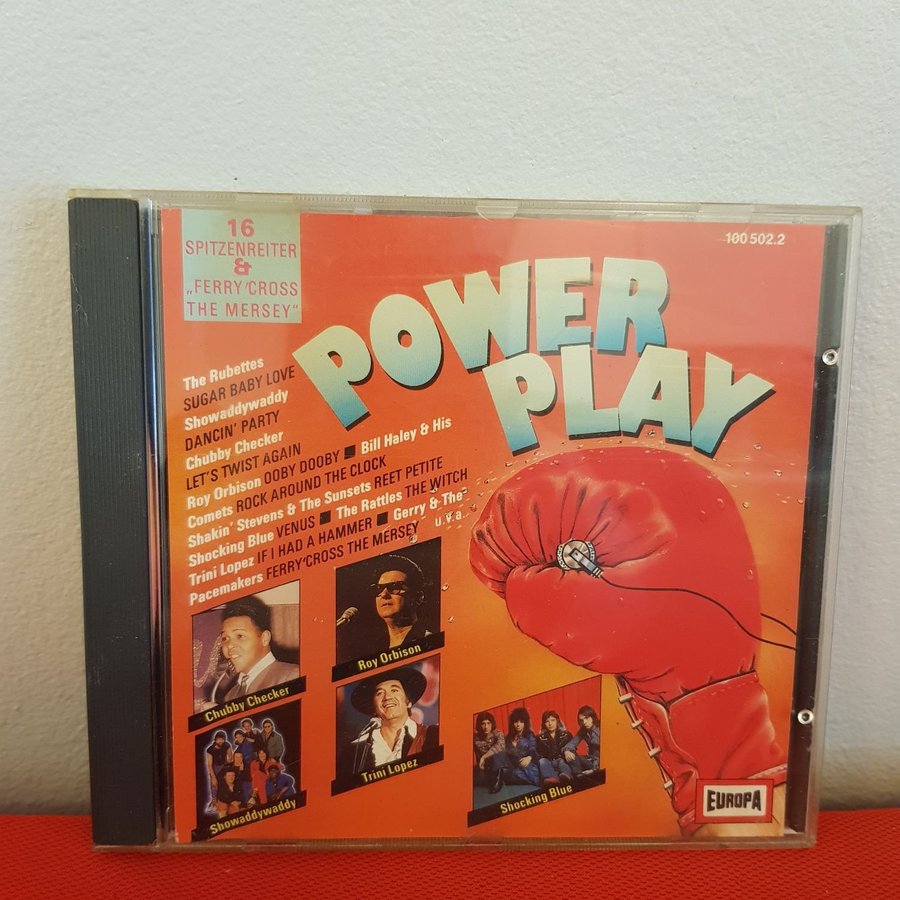 16
SPITZENREITER
&
„FERRY'CROSS
THE MERSEY"
100 502.2
POWER
PLAY
The Rubettes
SUGAR BABY LOVE
Showaddywaddy
DANCIN' PARTY
Chubby Checker
LET'S TWIST AGAIN
Roy Orbison OOBY DOOBY ■ Bill Haley & His
Comets ROCK AROUND THE CLOCK
Shakin' Stevens & The Sunsets REET PETITE
Shocking Blue VENUS ■ The Rattles THE WITCH
Trini Lopez IF I HAD A HAMMER ■ Gerry & The
Pacemakers FERRY'CROSS THE MERSEY u.v.a.
Chubby Checker
Roy Orbison
Showaddywaddy
Trini Lopez
Shocking Blue
EUROPA